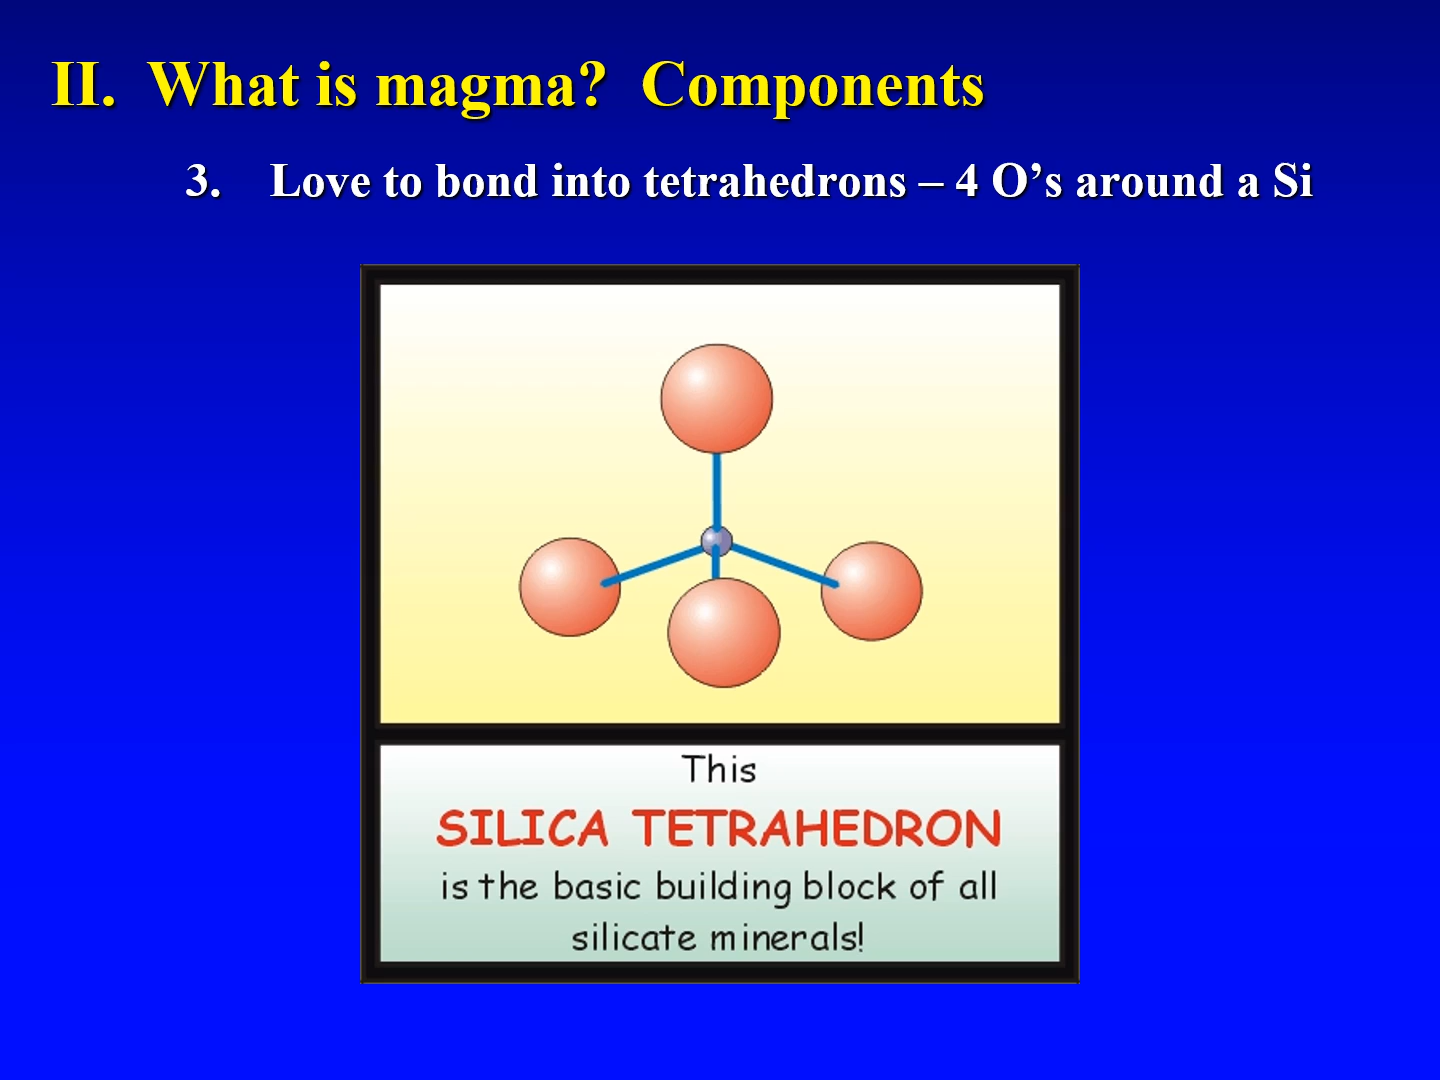 II.  What is magma?  Components
3.    Love to bond into tetrahedrons – 4 O’s around a Si
This
SILICA TETRAHEDRON
is the basic building block of all
silicate minerals!